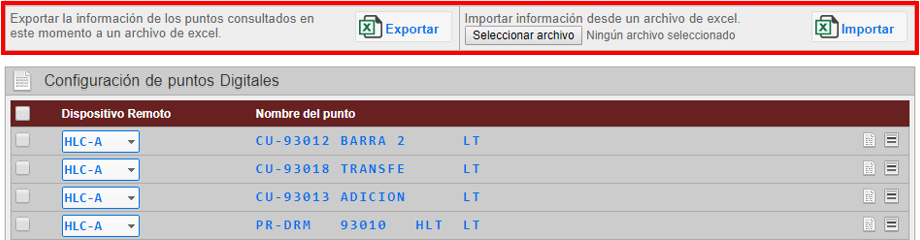 Exportar la información de los puntos consultados en
este momento a un archivo de excel.
Exportar
Importar información desde un archivo de excel.
Seleccionar archivo Ningún archivo seleccionado
Importar
Configuración de puntos Digitales
Dispositivo Remoto Nombre del punto
HLC-A CU-93012 BARRA 2 LT
HLC-A CU-93018 TRANSFE LT
HLC-A CU-93013 ADICION LT
HLC-A PR-DRM 93010 HLT LT